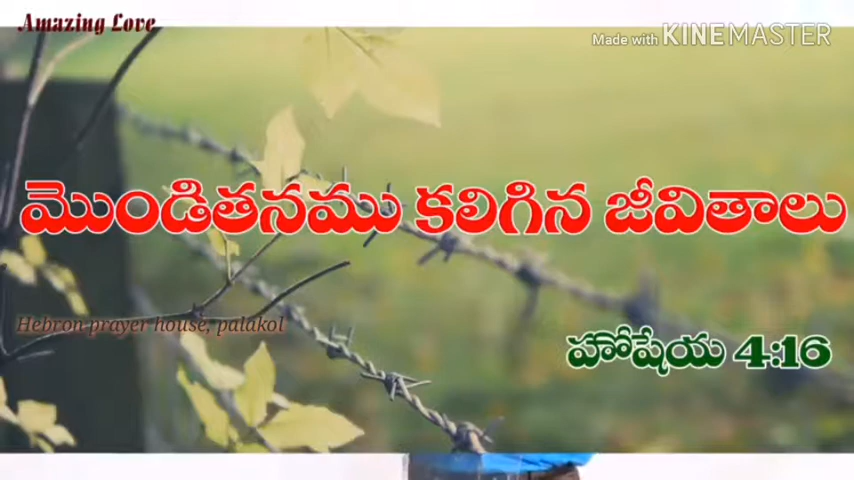 Amazing Love
Made with KINEMASTER
మొండితనము కలిగిన జీవితాలు
Hebron prayer house, palakol
హోషేయ 4:16